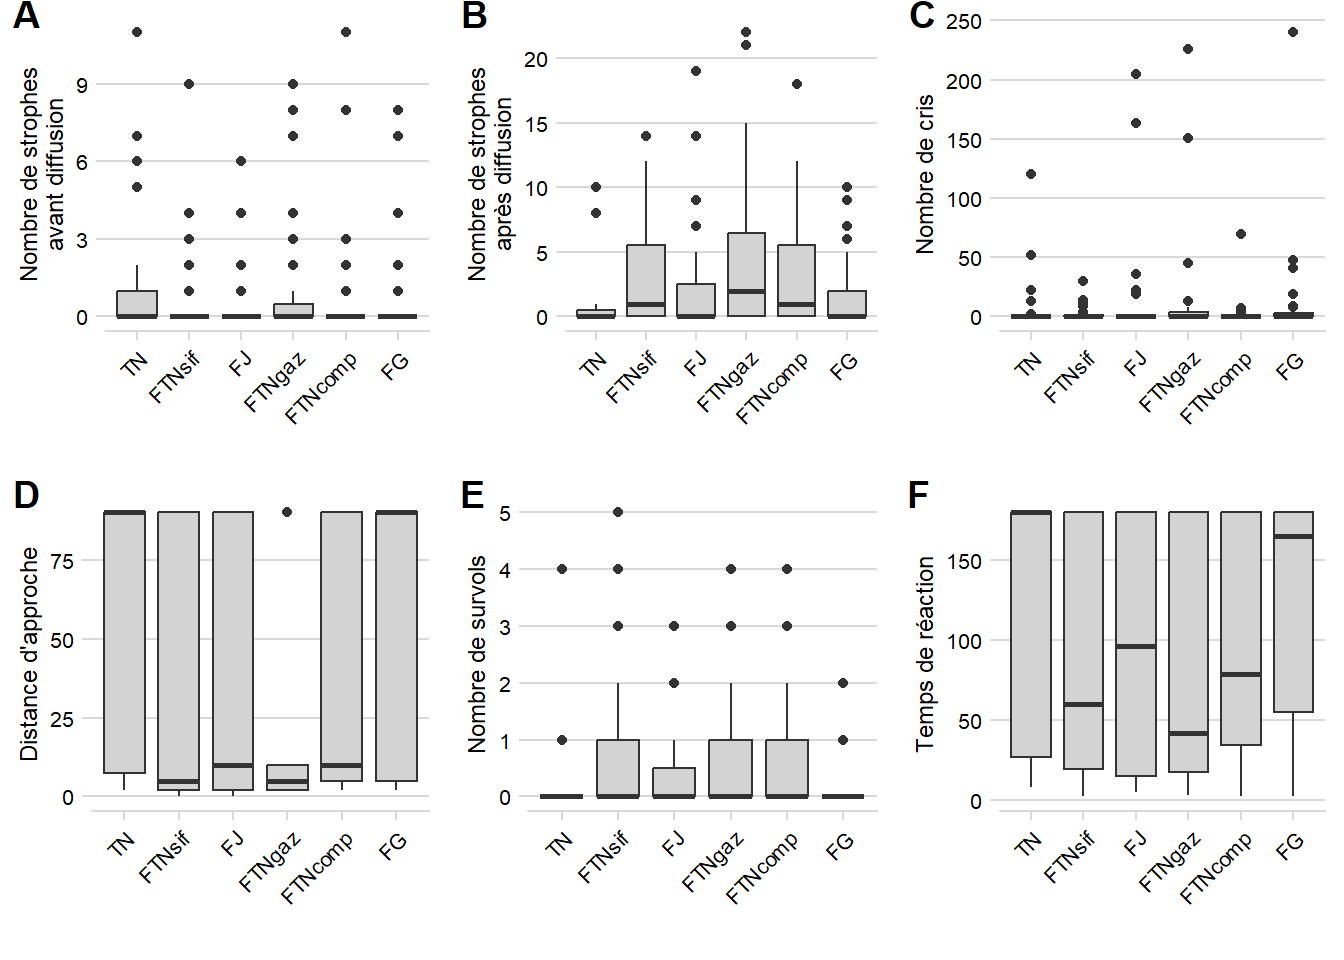 A
Nombre de strophes
avant diffusion
9
6
3
0
TN
FTNsif
FJ
FTNgaz
FTNcomp
FG
B
Nombre de strophes
après diffusion
20
15
10
5
0
TN
FTNsif
FJ
FTNgaz
FTNcomp
FG
C
Nombre de cris
250
200
150
100
50
0
TN
FTNsif
FJ
FTNgaz
FTNcomp
FG
D
Distance d'approche
75
50
25
0
TN
FTNsif
FJ
FTNgaz
FTNcomp
FG
E
Nombre de survols
5
4
3
2
1
0
TN
FTNsif
FJ
FTNgaz
FTNcomp
FG
F
Temps de réaction
150
100
50
0
TN
FTNsif
FJ
FTNgaz
FTNcomp
FG